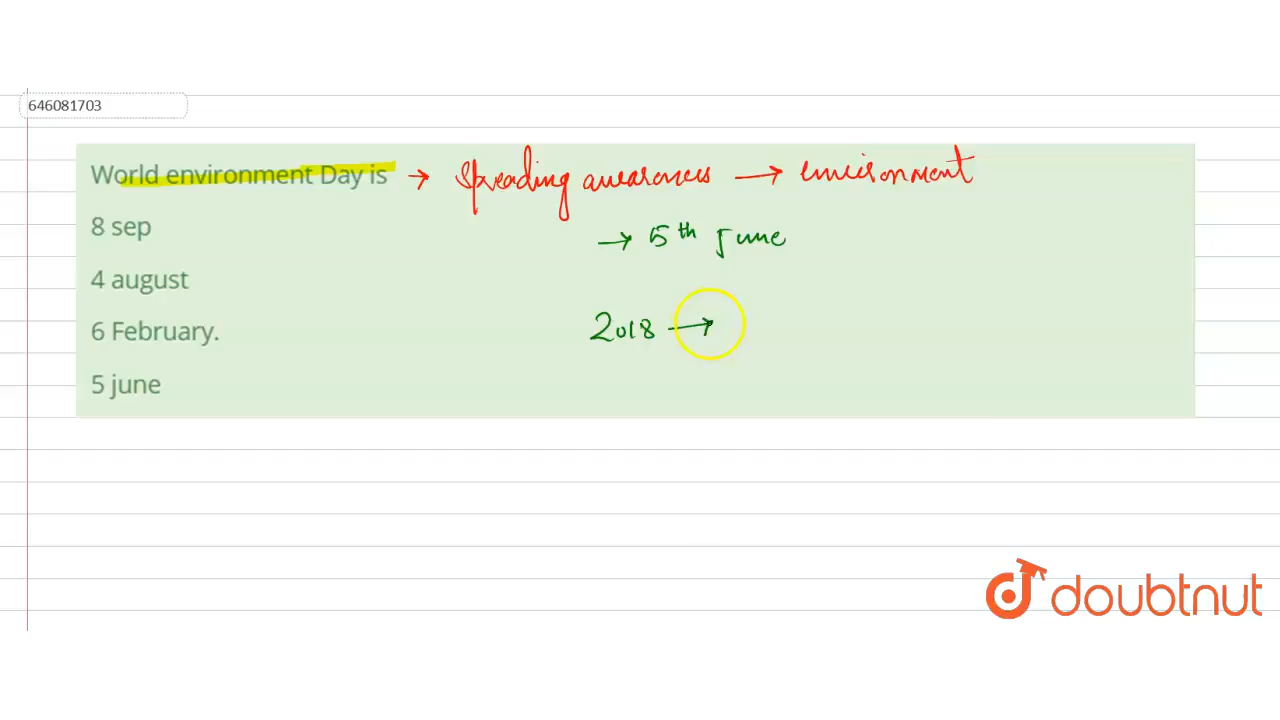 646081703
World environment Day is → Spreading awareness → environment
8 sep
→ 5th June
4 august
6 February.
2018 →
5 june
doubtnut